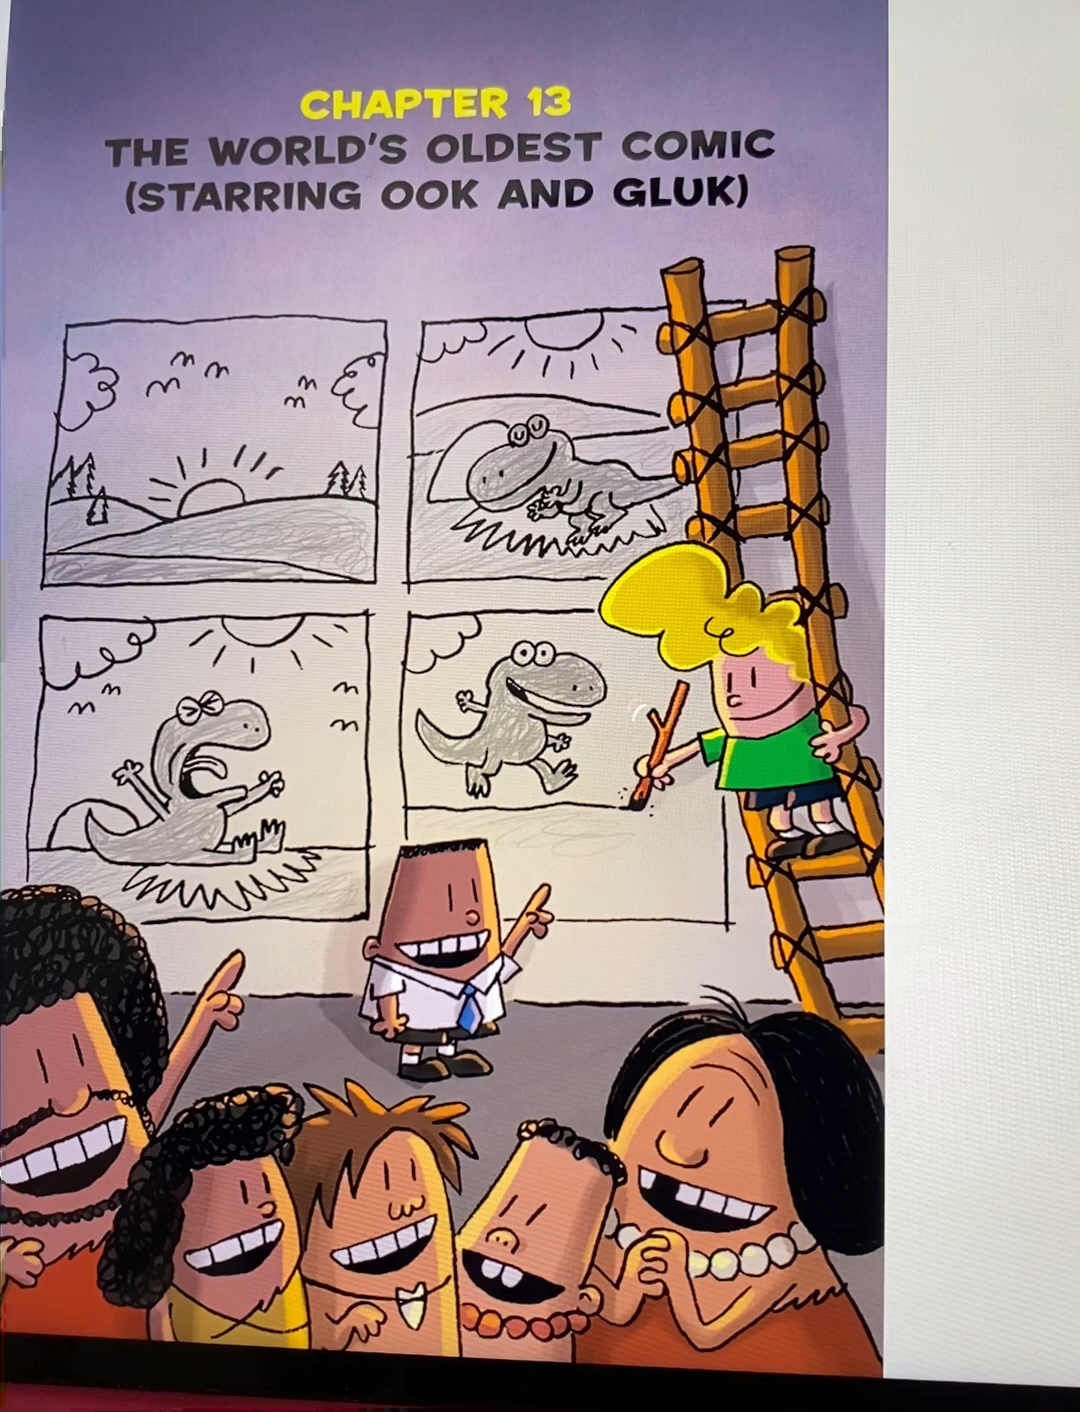 CHAPTER 13
THE WORLD'S OLDEST COMIC
(STARRING OOK AND GLUK)